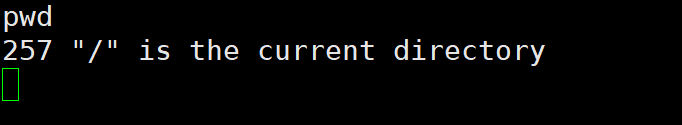 pwd
257 "/" is the current directory